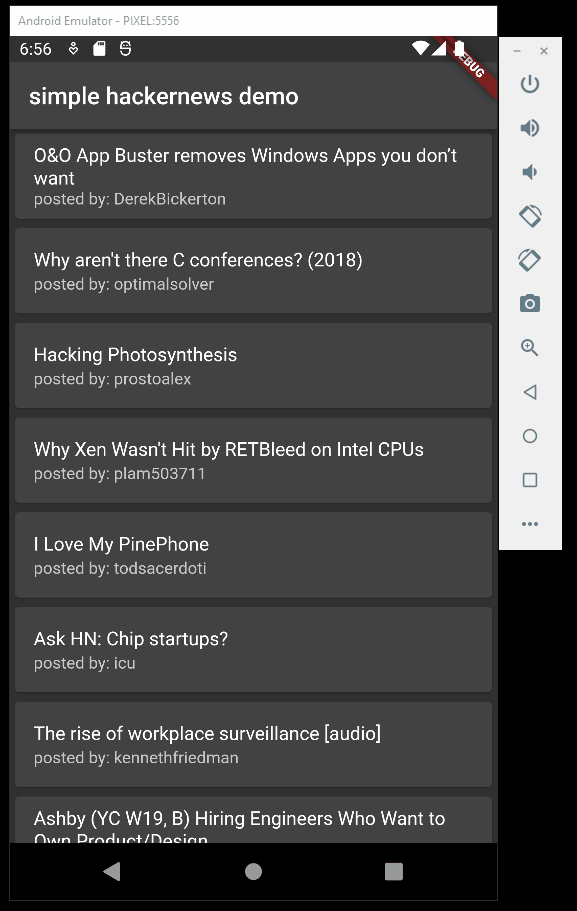 Android Emulator - PIXEL:5556
6:56
DEBUG
simple hackernews demo
O&O App Buster removes Windows Apps you don’t
want
posted by: DerekBickerton
Why aren't there C conferences? (2018)
posted by: optimalsolver
Hacking Photosynthesis
posted by: prostoalex
Why Xen Wasn't Hit by RETBleed on Intel CPUs
posted by: plam503711
I Love My PinePhone
posted by: todsacerdoti
Ask HN: Chip startups?
posted by: icu
The rise of workplace surveillance [audio]
posted by: kennethfriedman
Ashby (YC W19, B) Hiring Engineers Who Want to
Own Product/Design